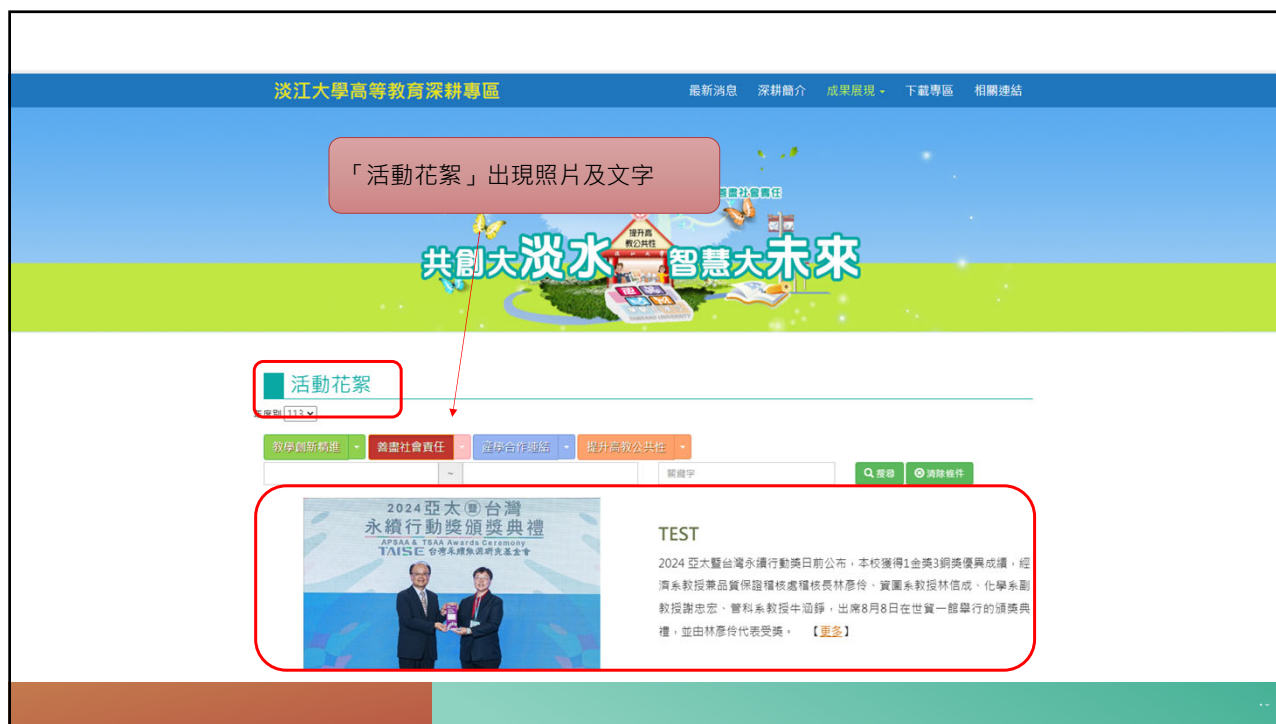 淡江大學高等教育深耕專區
最新消息 深耕簡介 成果展現 下載專區 相關連結
「活動花絮」出現照片及文字
善盡社會責任
提升高
教公共性
共創大淡水 智慧大未來
TAMKANG UNIVERSITY
活動花絮
年度別 113
教學創新精進 善盡社會責任 產學合作連結 提升高教公共性
~ 關鍵字 搜尋 清除條件
2024亞太暨台灣
永續行動獎頒獎典禮
APSAA & TSAA Awards Ceremony
TAISE 台灣永續能源研究基金會
TEST
2024 亞太暨台灣永續行動獎日前公布，本校獲得1金獎3銅獎優異成績，經
濟系教授兼品質保證稽核處稽核長林彥伶、資圖系教授林信成、化學系副
教授謝忠宏、管科系教授牛涵錚，出席8月8日在世貿一館舉行的頒獎典
禮，並由林彥伶代表受獎。 【更多】